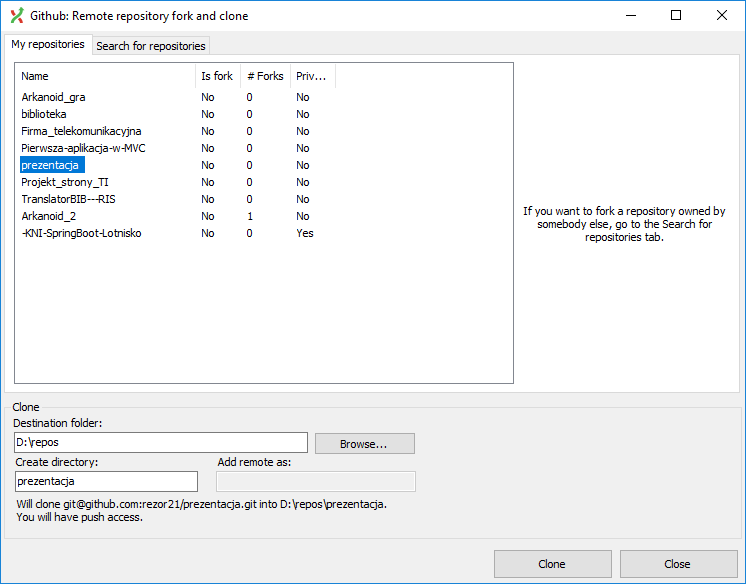 Github: Remote repository fork and clone
My repositories Search for repositories
Name Is fork # Forks Priv...
Arkanoid_gra No 0 No
biblioteka No 0 No
Firma_telekomunikacyjna No 0 No
Pierwsza-aplikacja-w-MVC No 0 No
prezentacja No 0 No
Projekt_strony_TI No 0 No
TranslatorBIB---RIS No 0 No
Arkanoid_2 No 1 No
-KNI-SpringBoot-Lotnisko No 0 Yes
If you want to fork a repository owned by
somebody else, go to the Search for
repositories tab.
Clone
Destination folder:
D:\repos Browse...
Create directory: Add remote as:
prezentacja
Will clone git@github.com:rezor21/prezentacja.git into D:\repos\prezentacja.
You will have push access.
Clone Close